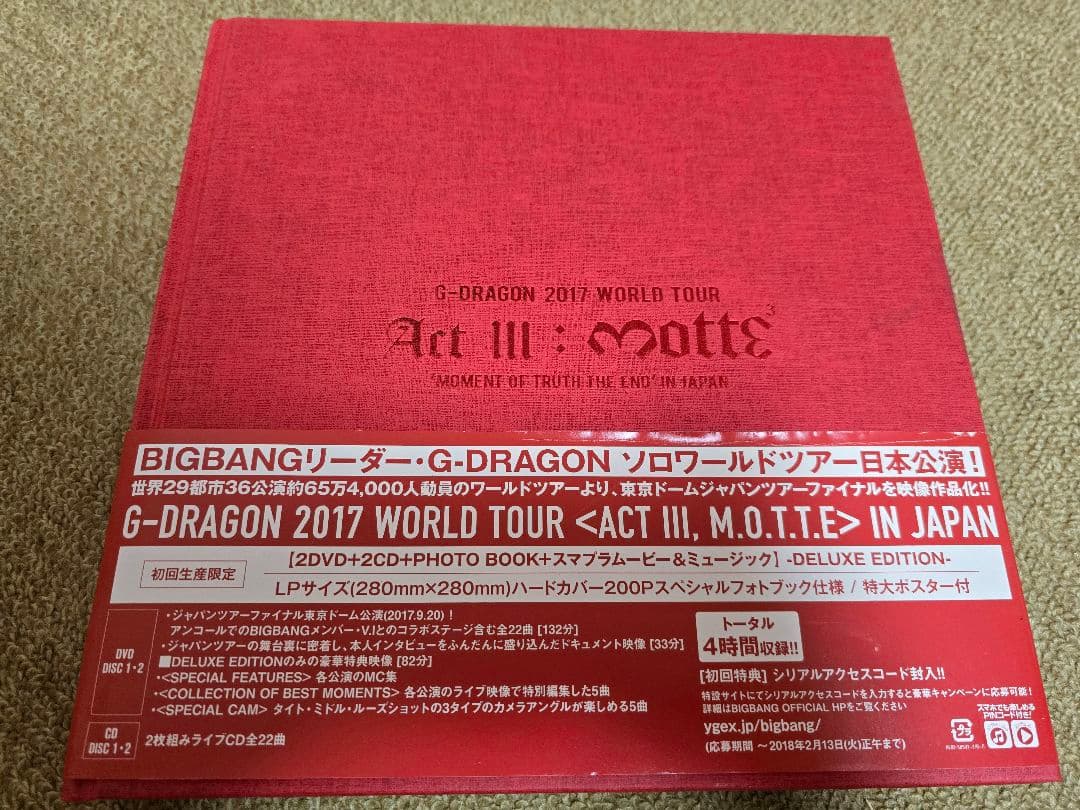 G-DRAGON 2017 WORLD TOUR
Act III : MOTTE³
'MOMENT OF TRUTH THE END' IN JAPAN
BIGBANGリーダー・G-DRAGON ソロワールドツアー日本公演！
世界29都市36公演約65万4,000人動員のワールドツアーより、東京ドームジャパンツアーファイナルを映像作品化!!
G-DRAGON 2017 WORLD TOUR <ACT III, M.O.T.T.E> IN JAPAN
初回生産限定
【2DVD+2CD+PHOTO BOOK+スマプラムービー＆ミュージック】-DELUXE EDITION-
LPサイズ(280mm×280mm)ハードカバー200Pスペシャルフォトブック仕様 / 特大ポスター付
DVD
DISC 1・2
・ジャパンツアーファイナル東京ドーム公演(2017.9.20)！
アンコールでのBIGBANGメンバー・V.Iとのコラボステージ含む全22曲 [132分]
・ジャパンツアーの舞台裏に密着し、本人インタビューをふんだんに盛り込んだドキュメント映像 [33分]
■DELUXE EDITIONのみの豪華特典映像 [82分]
・<SPECIAL FEATURES> 各公演のMC集
・<COLLECTION OF BEST MOMENTS> 各公演のライブ映像で特別編集した5曲
・<SPECIAL CAM> タイト・ミドル・ルーズショットの3タイプのカメラアングルが楽しめる5曲
CD
DISC 1・2
2枚組みライブCD全22曲
トータル
4時間収録!!
[初回特典] シリアルアクセスコード封入!!
特設サイトにてシリアルアクセスコードを入力すると豪華キャンペーンに応募可能！
詳細はBIGBANG OFFICIAL HPをご覧ください
ygex.jp/bigbang/
(応募期間 ～2018年2月13日(火)正午まで)
スマホでも楽しめる
PINコード付き!
プラ